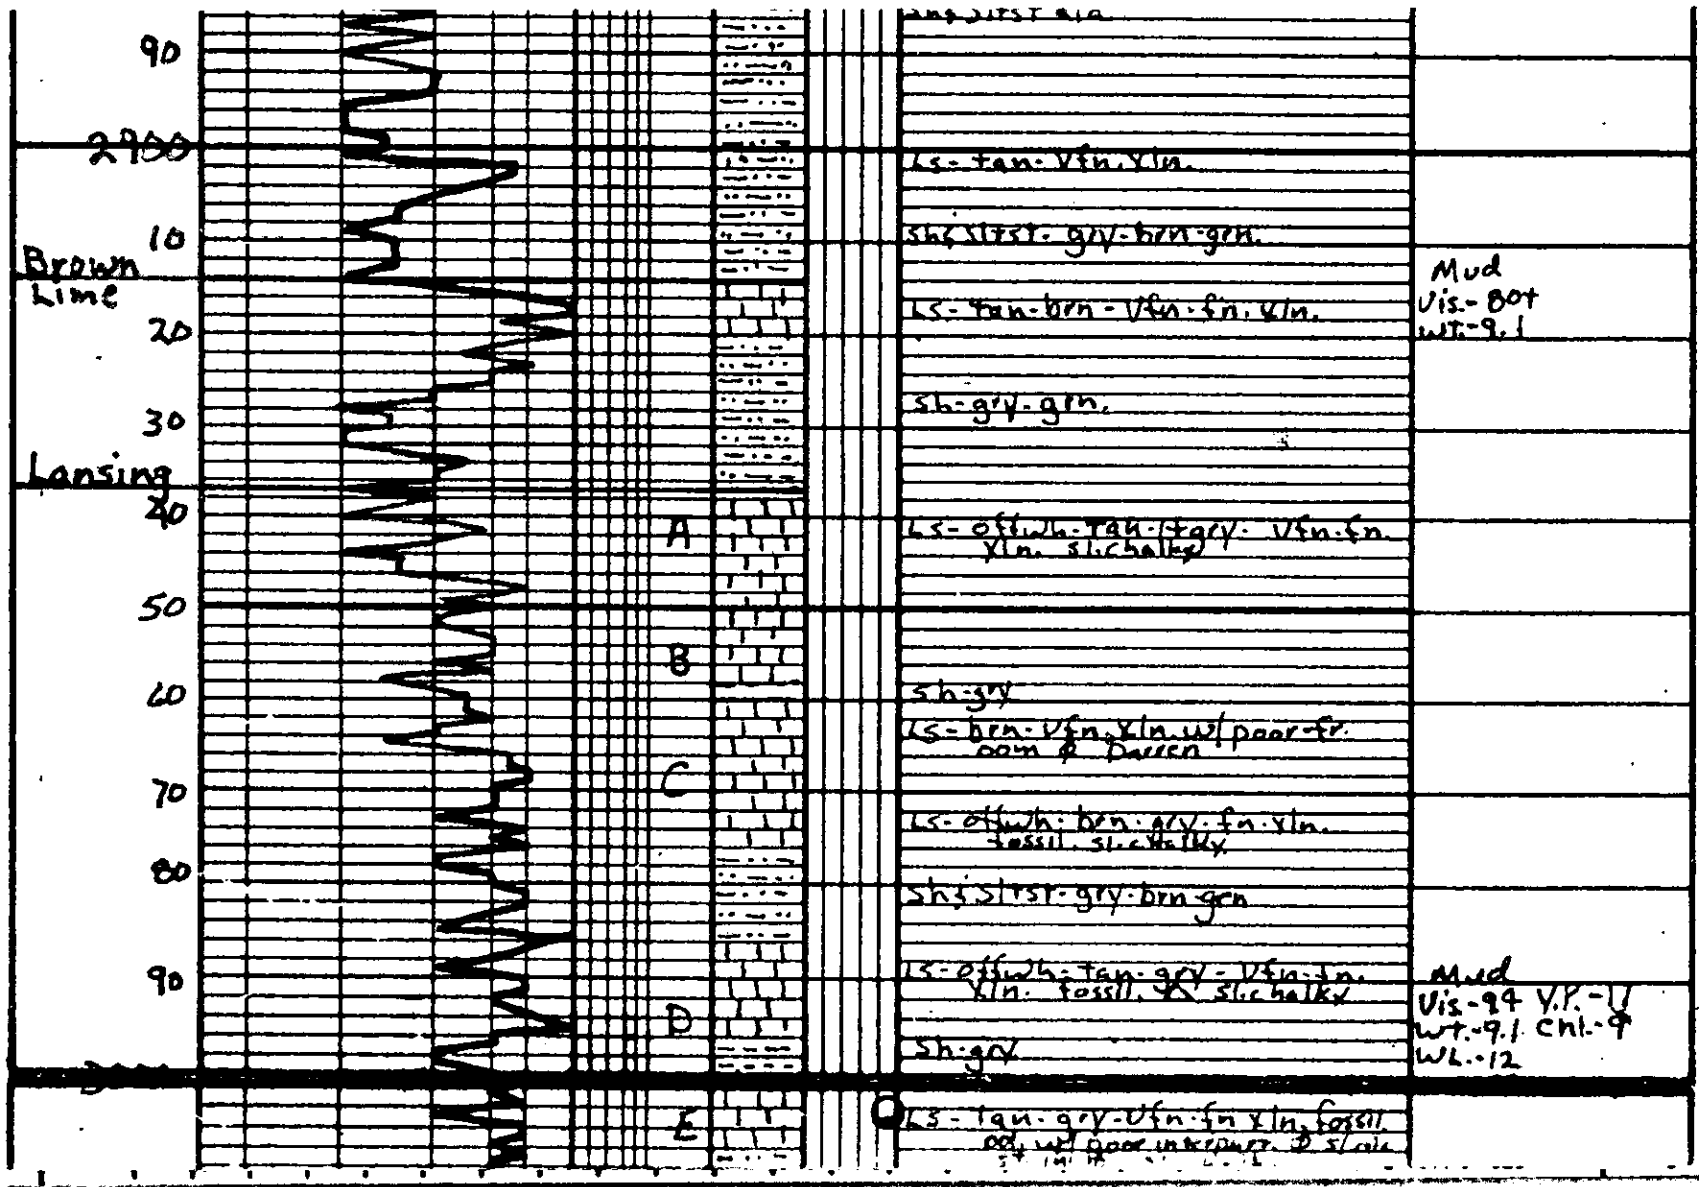 90
2900
Ls- tan- Vfn. Xln.
10
sh & sltst- gry-brn-grn.
Brown
Lime
Mud
Vis.- 80+
wt.-9.1
Ls- tan-brn - Vfn-fn. Xln.
20
sh-gry-grn.
30
Lansing
40
A
Ls- offwh-tan-ltgry- Vfn-fn.
Xln. sl.chalky
50
B
60
sh-gry
Ls- brn- Vfn. Xln. w/ poor-fr.
oom ϕ Barren
C
70
Ls- offwh- brn-gry-fn-xln.
fossil. sl.chalky
80
Sh & Sltst-gry-brn-grn
90
Ls-offwh-tan-gry- Vfn-fn.
Xln. fossil. sl.chalky
Mud
Vis.-94 Y.P.-17
Wt.-9.1 Chl.-9
WL.-12
D
Sh-gry
E
Ls- tan-gry-Vfn-fn xln, fossil
w/ poor